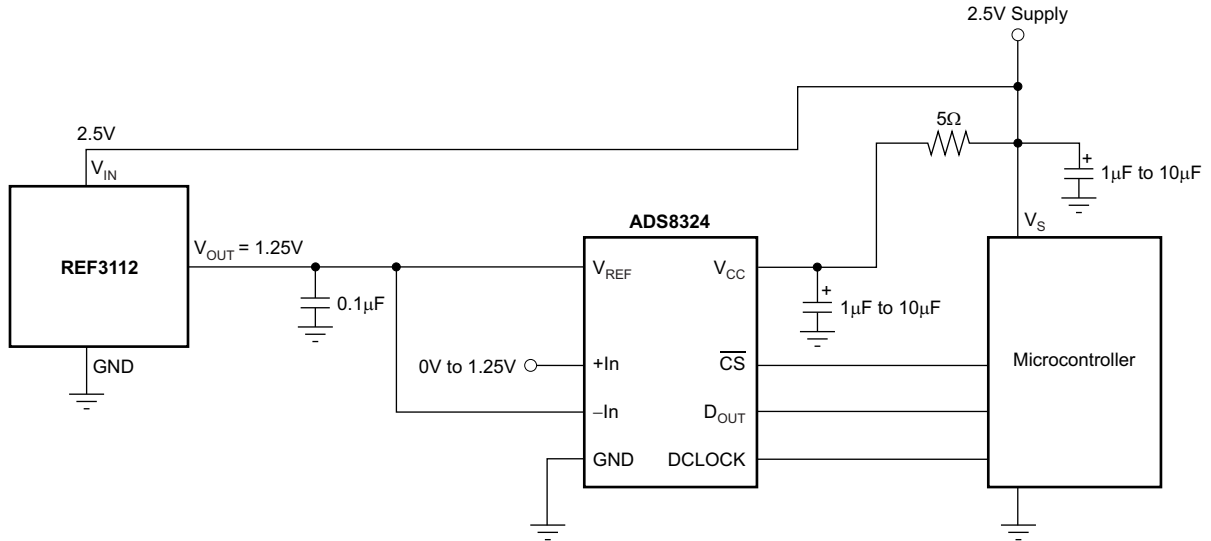 2.5V Supply
2.5V
5Ω
V_IN
+
1μF to 10μF
ADS8324
V_S
REF3112
V_OUT = 1.25V
V_REF
V_CC
+
0.1μF
1μF to 10μF
GND
0V to 1.25V
+In
CS
Microcontroller
–In
D_OUT
GND
DCLOCK